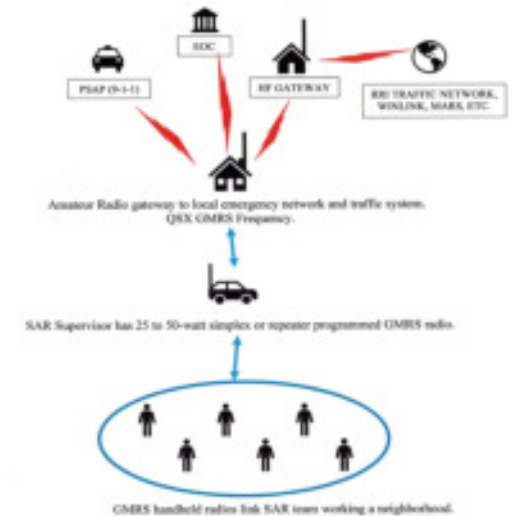 EOC
PSAP (9-1-1)
HF GATEWAY
RRI TRAFFIC NETWORK,
WINLINK, MARS, ETC.
Amateur Radio gateway to local emergency network and traffic system.
QSX GMRS Frequency.
SAR Supervisor has 25 to 50-watt simplex or repeater programmed GMRS radio.
GMRS handheld radios link SAR team working a neighborhood.